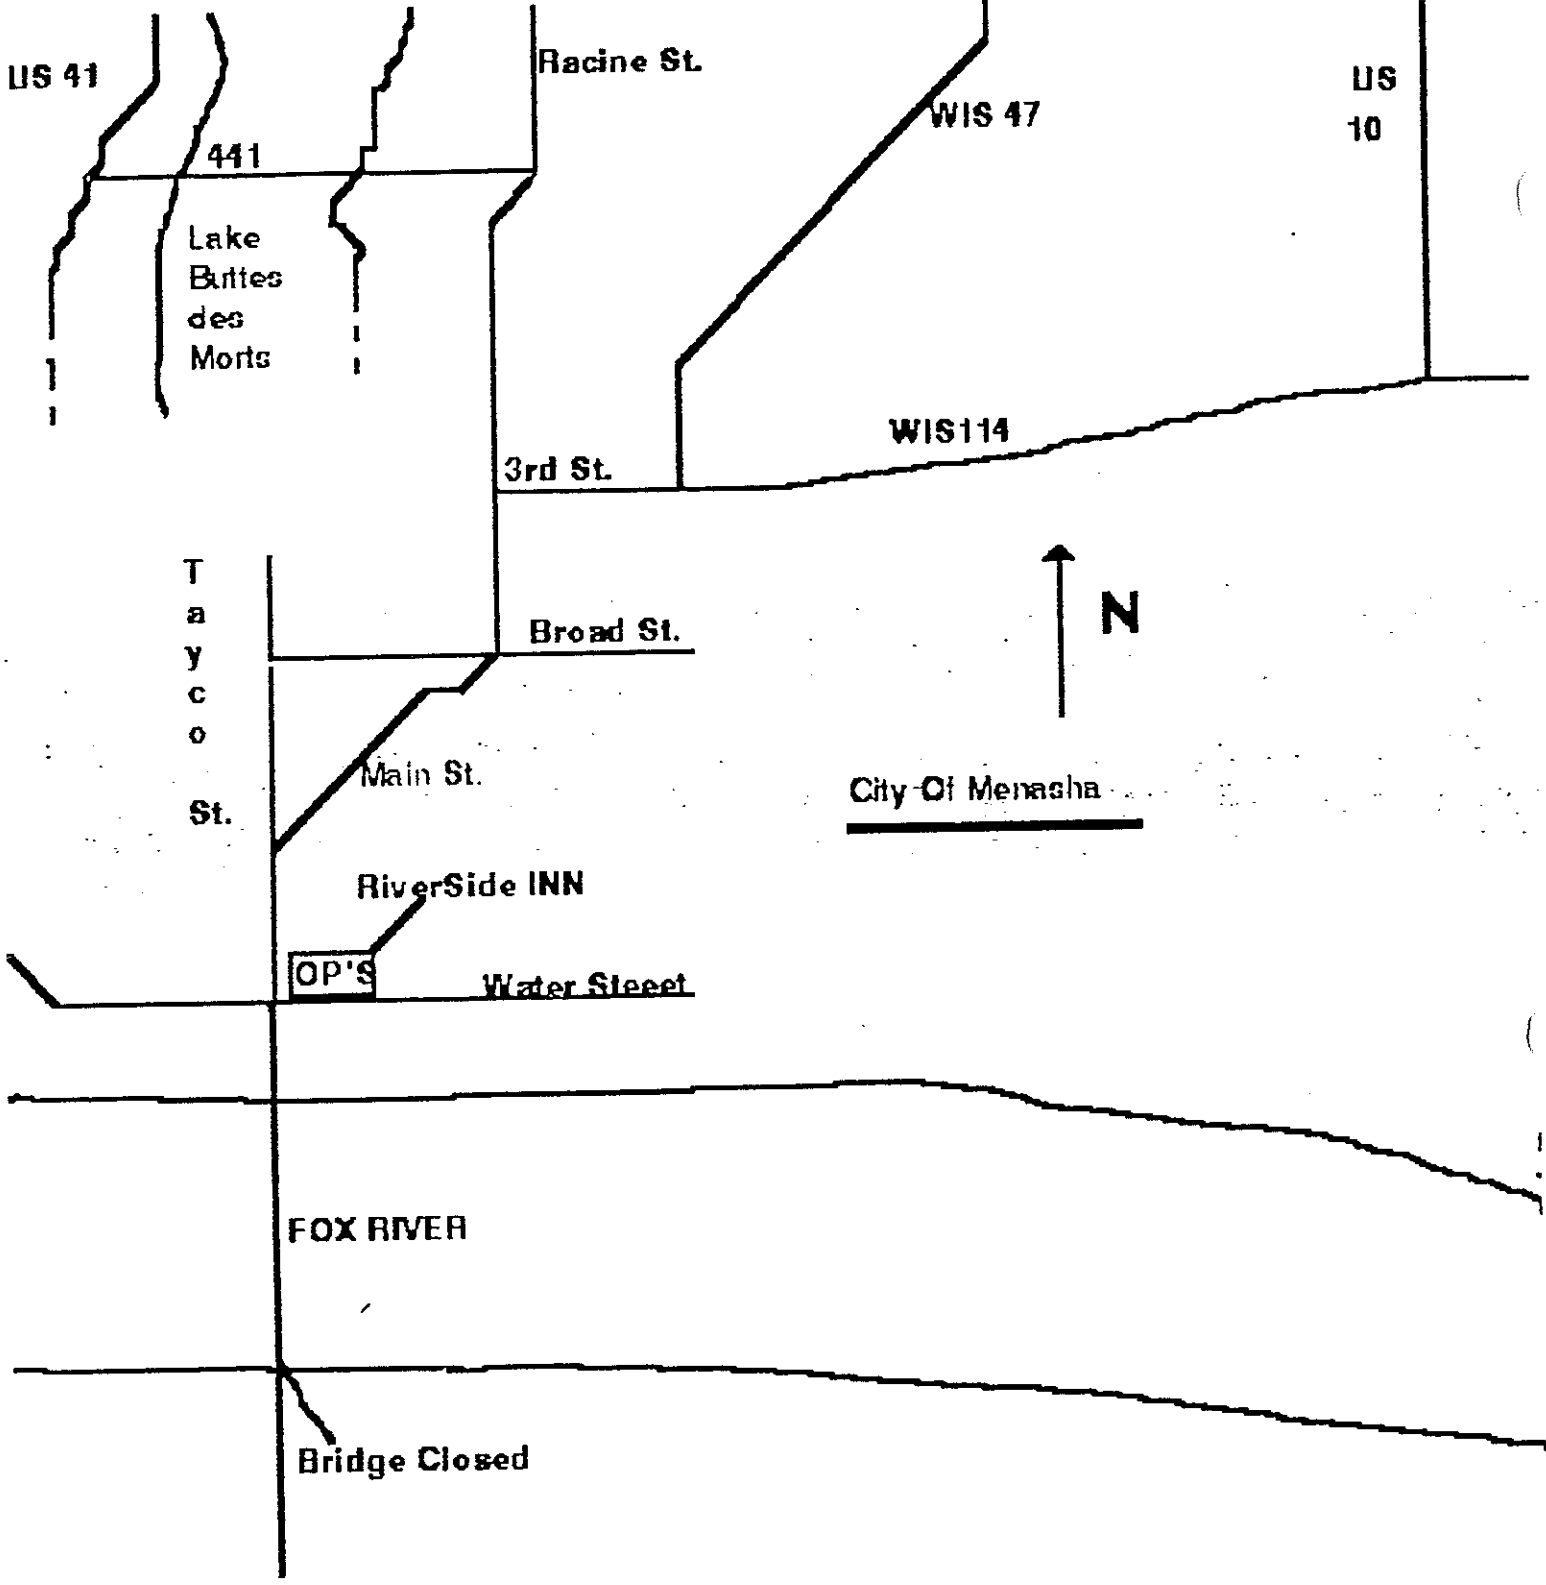 US 41
Racine St.
WIS 47
US
10
441
Lake
Buttes
des
Morts
WIS114
3rd St.
T
a
y
c
o
St.
N
Broad St.
Main St.
City Of Menasha
RiverSide INN
OP'S
Water Steeet
FOX RIVER
Bridge Closed